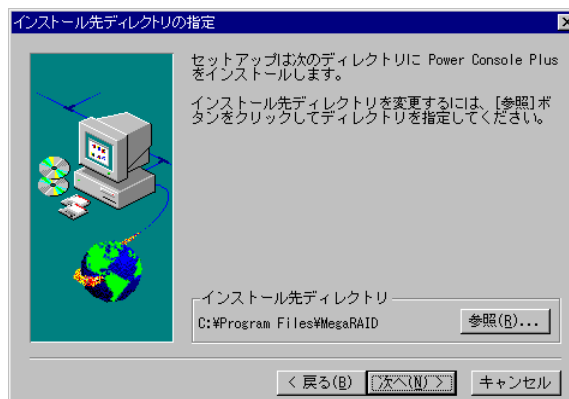 インストール先ディレクトリの指定
セットアップは次のディレクトリに Power Console Plus
をインストールします。
インストール先ディレクトリを変更するには、[参照]ボ
タンをクリックしてディレクトリを指定してください。
インストール先ディレクトリ
C:¥Program Files¥MegaRAID
参照(R)...
< 戻る(B)
次へ(N) >
キャンセル